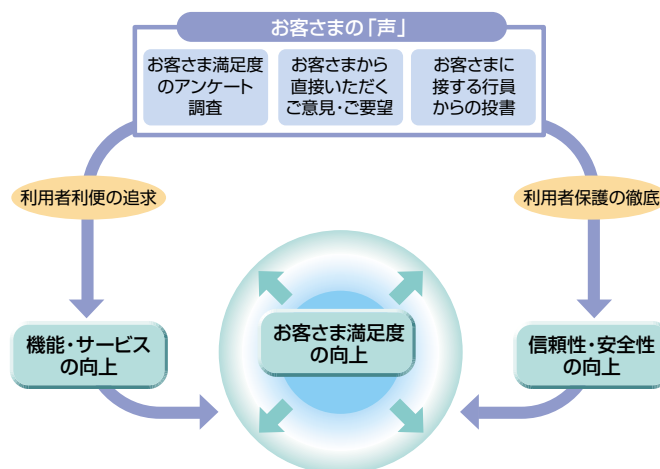 お客さまの「声」
お客さま満足度
のアンケート
調査
お客さまから
直接いただく
ご意見・ご要望
お客さまに
接する行員
からの投書
利用者利便の追求
利用者保護の徹底
機能・サービス
の向上
お客さま満足度
の向上
信頼性・安全性
の向上